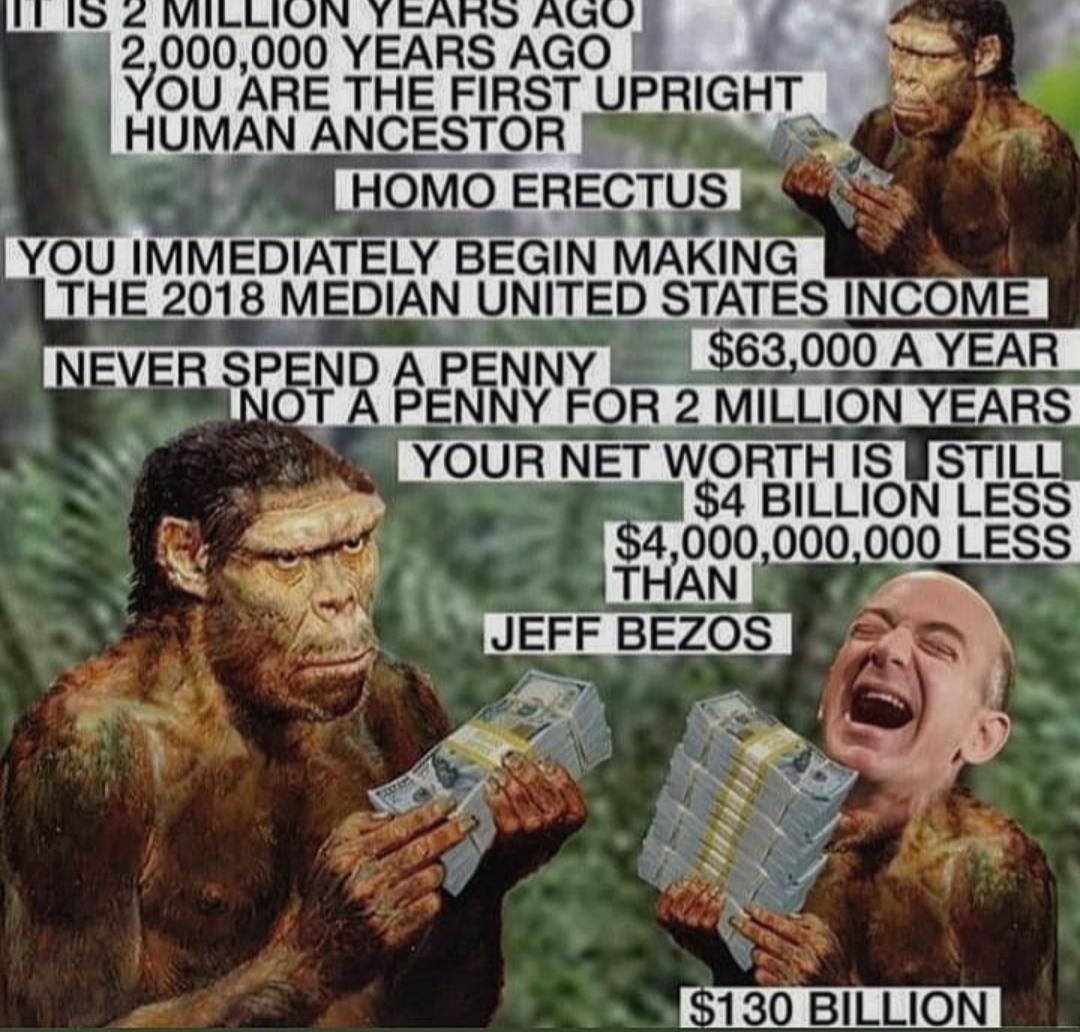 IT IS 2 MILLION YEARS AGO
2,000,000 YEARS AGO
YOU ARE THE FIRST UPRIGHT
HUMAN ANCESTOR
HOMO ERECTUS
YOU IMMEDIATELY BEGIN MAKING
THE 2018 MEDIAN UNITED STATES INCOME
$63,000 A YEAR
NEVER SPEND A PENNY
NOT A PENNY FOR 2 MILLION YEARS
YOUR NET WORTH IS STILL
$4 BILLION LESS
$4,000,000,000 LESS
THAN
JEFF BEZOS
$130 BILLION